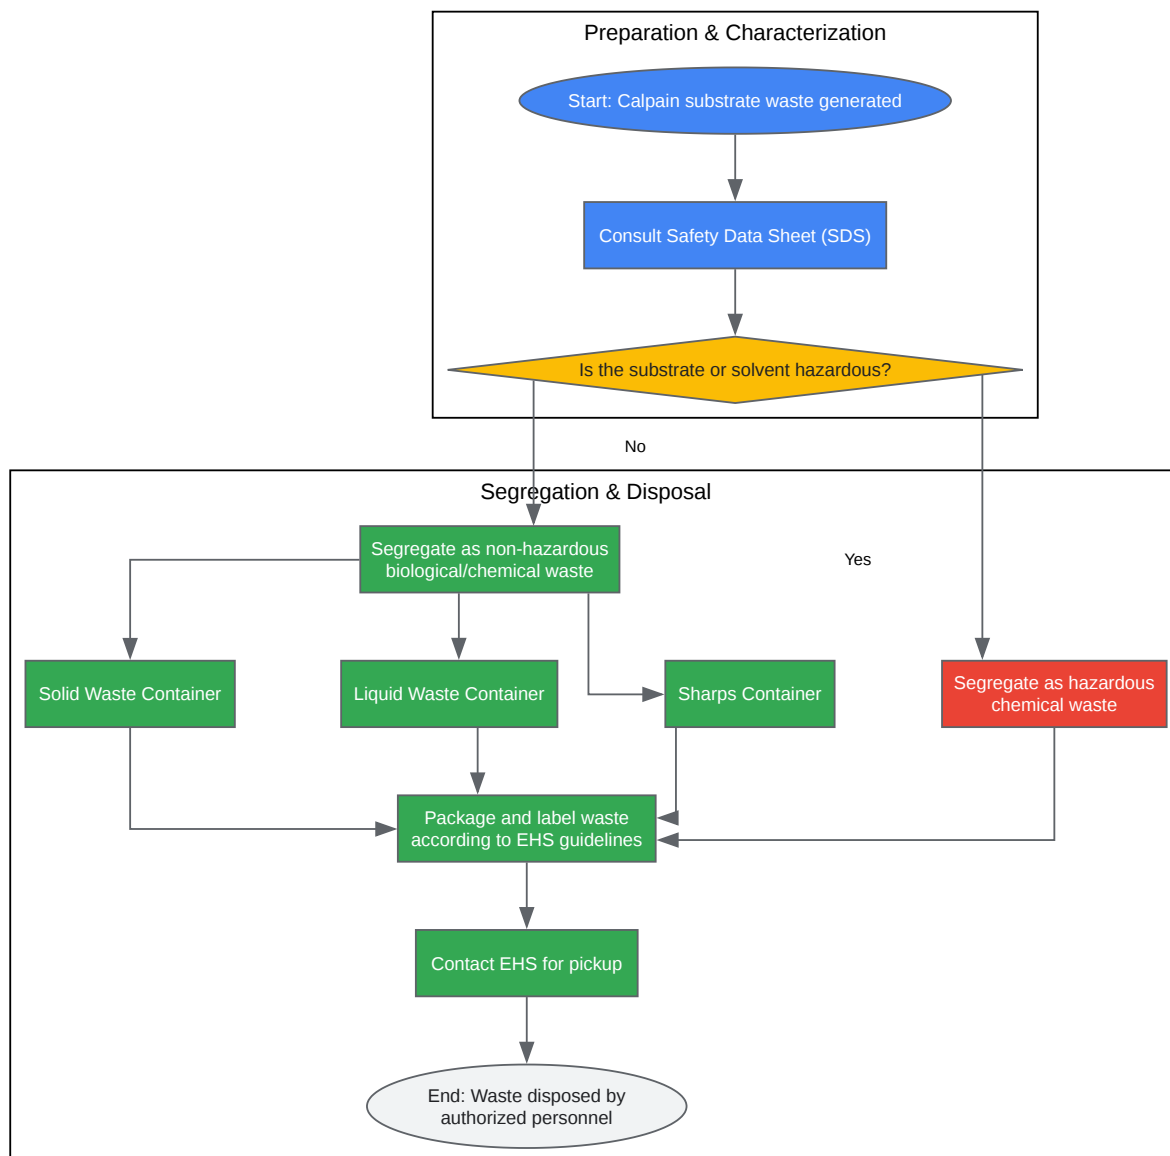 Preparation & Characterization
Start: Calpain substrate waste generated
Consult Safety Data Sheet (SDS)
Is the substrate or solvent hazardous?
No
Segregation & Disposal
Segregate as non-hazardous
biological/chemical waste
Yes
Solid Waste Container
Liquid Waste Container
Sharps Container
Segregate as hazardous
chemical waste
Package and label waste
according to EHS guidelines
Contact EHS for pickup
End: Waste disposed by
authorized personnel